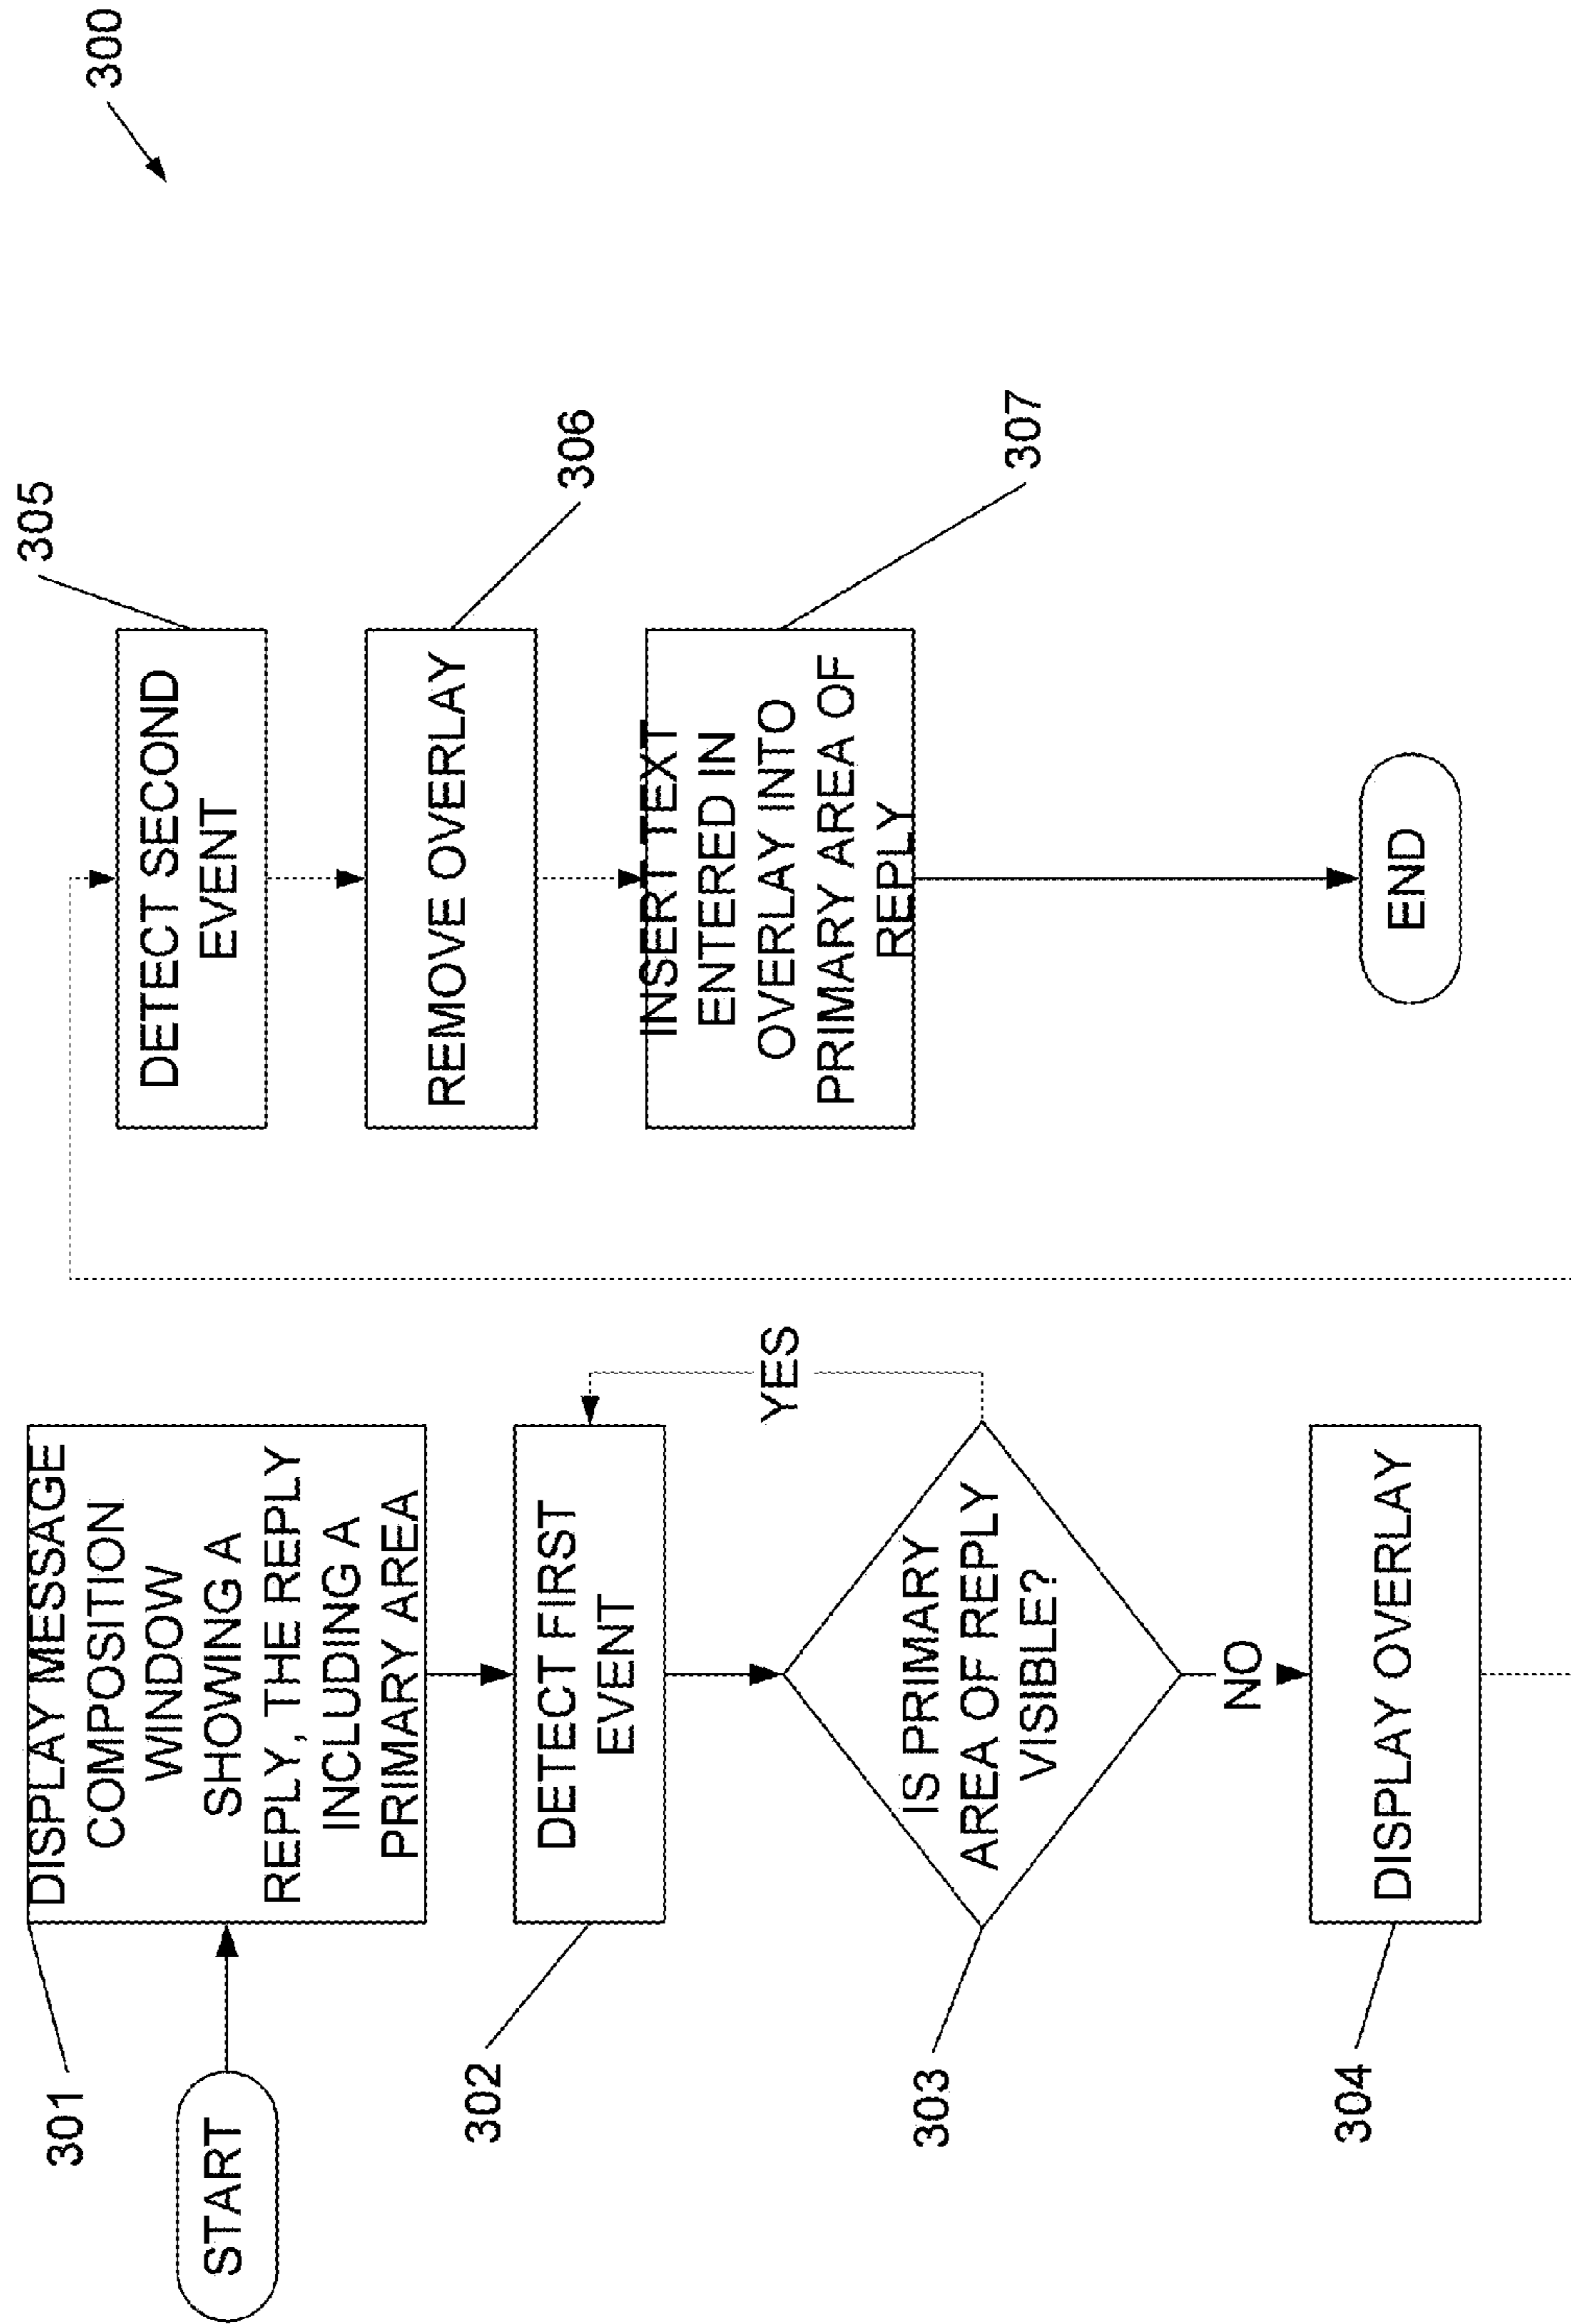 300
START
301
DISPLAY MESSAGE
COMPOSITION
WINDOW
SHOWING A
REPLY, THE REPLY
INCLUDING A
PRIMARY AREA
302
DETECT FIRST
EVENT
303
IS PRIMARY
AREA OF REPLY
VISIBLE?
YES
NO
304
DISPLAY OVERLAY
305
DETECT SECOND
EVENT
306
REMOVE OVERLAY
307
INSERT TEXT
ENTERED IN
OVERLAY INTO
PRIMARY AREA OF
REPLY
END